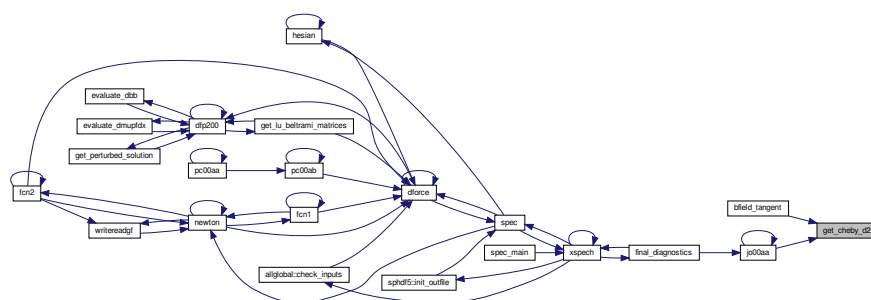 hesian
evaluate_dbb
evaluate_dmupfdx
dfp200
get_lu_beltrami_matrices
get_perturbed_solution
pc00aa
pc00ab
fcn2
dforce
bfield_tangent
fcn1
writereadgf
newton
spec
get_cheby_d2
spec_main
xspech
final_diagnostics
jo00aa
allglobal::check_inputs
sphdf5::init_outfile